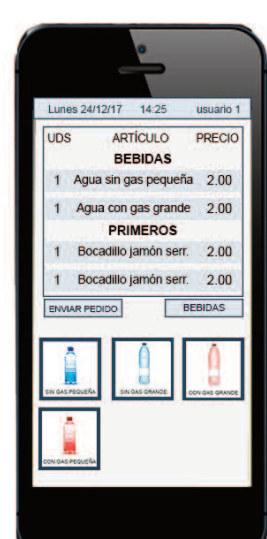 Lunes 24/12/17 14:25 usuario 1
UDS ARTÍCULO PRECIO
BEBIDAS
1 Agua sin gas pequeña 2.00
1 Agua con gas grande 2.00
PRIMEROS
1 Bocadillo jamón serr. 2.00
1 Bocadillo jamón serr. 2.00
ENVIAR PEDIDO BEBIDAS
SIN GAS PEQUEÑA SIN GAS GRANDE CON GAS GRANDE
CON GAS PEQUEÑA